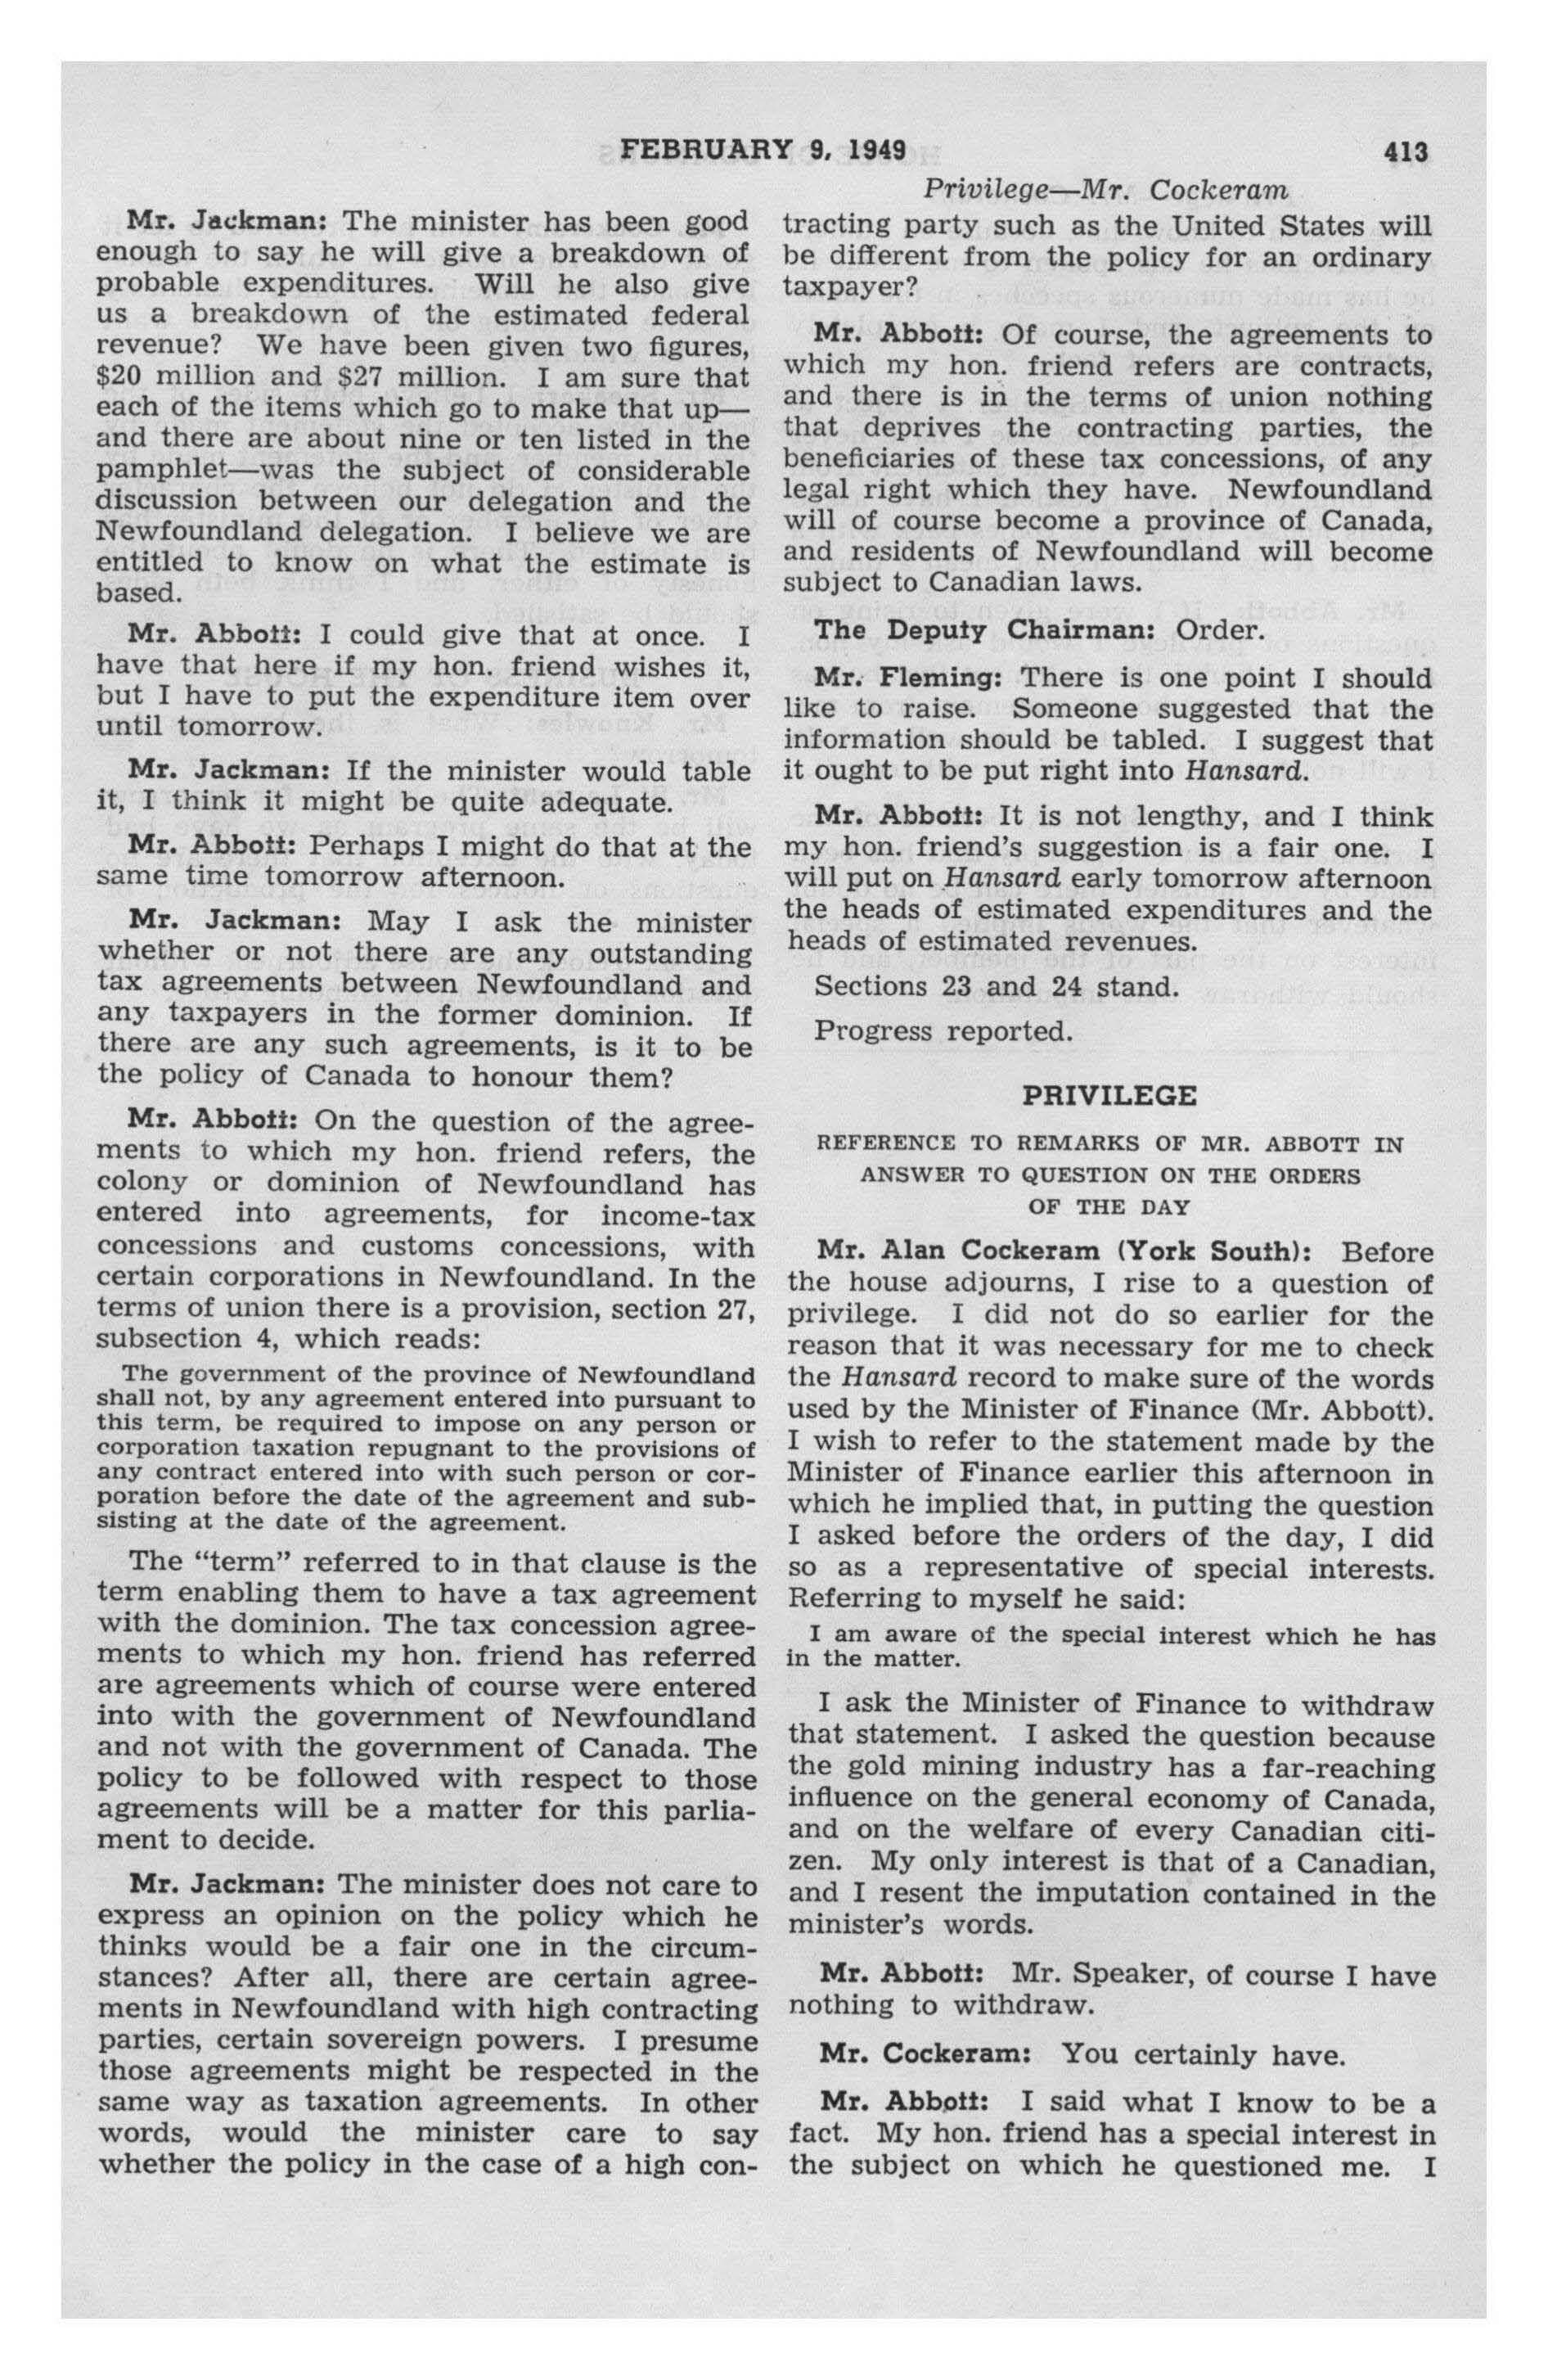 FEBRUARY 9, 1949
413
Privilege—Mr. Cockeram
Mr. Jackman: The minister has been good
enough to say he will give a breakdown of
probable expenditures. Will he also give
us a breakdown of the estimated federal
revenue? We have been given two figures,
$20 million and $27 million. I am sure that
each of the items which go to make that up—
and there are about nine or ten listed in the
pamphlet—was the subject of considerable
discussion between our delegation and the
Newfoundland delegation. I believe we are
entitled to know on what the estimate is
based.
Mr. Abbott: I could give that at once. I
have that here if my hon. friend wishes it,
but I have to put the expenditure item over
until tomorrow.
Mr. Jackman: If the minister would table
it, I think it might be quite adequate.
Mr. Abbott: Perhaps I might do that at the
same time tomorrow afternoon.
Mr. Jackman: May I ask the minister
whether or not there are any outstanding
tax agreements between Newfoundland and
any taxpayers in the former dominion. If
there are any such agreements, is it to be
the policy of Canada to honour them?
Mr. Abbott: On the question of the agree-
ments to which my hon. friend refers, the
colony or dominion of Newfoundland has
entered into agreements, for income-tax
concessions and customs concessions, with
certain corporations in Newfoundland. In the
terms of union there is a provision, section 27,
subsection 4, which reads:
The government of the province of Newfoundland
shall not, by any agreement entered into pursuant to
this term, be required to impose on any person or
corporation taxation repugnant to the provisions of
any contract entered into with such person or cor-
poration before the date of the agreement and sub-
sisting at the date of the agreement.
The "term" referred to in that clause is the
term enabling them to have a tax agreement
with the dominion. The tax concession agree-
ments to which my hon. friend has referred
are agreements which of course were entered
into with the government of Newfoundland
and not with the government of Canada. The
policy to be followed with respect to those
agreements will be a matter for this parlia-
ment to decide.
Mr. Jackman: The minister does not care to
express an opinion on the policy which he
thinks would be a fair one in the circum-
stances? After all, there are certain agree-
ments in Newfoundland with high contracting
parties, certain sovereign powers. I presume
those agreements might be respected in the
same way as taxation agreements. In other
words, would the minister care to say
whether the policy in the case of a high con-
tracting party such as the United States will
be different from the policy for an ordinary
taxpayer?
Mr. Abbott: Of course, the agreements to
which my hon. friend refers are contracts,
and there is in the terms of union nothing
that deprives the contracting parties, the
beneficiaries of these tax concessions, of any
legal right which they have. Newfoundland
will of course become a province of Canada,
and residents of Newfoundland will become
subject to Canadian laws.
The Deputy Chairman: Order.
Mr. Fleming: There is one point I should
like to raise. Someone suggested that the
information should be tabled. I suggest that
it ought to be put right into Hansard.
Mr. Abbott: It is not lengthy, and I think
my hon. friend's suggestion is a fair one. I
will put on Hansard early tomorrow afternoon
the heads of estimated expenditures and the
heads of estimated revenues.
Sections 23 and 24 stand.
Progress reported.
PRIVILEGE
REFERENCE TO REMARKS OF MR. ABBOTT IN
ANSWER TO QUESTION ON THE ORDERS
OF THE DAY
Mr. Alan Cockeram (York South): Before
the house adjourns, I rise to a question of
privilege. I did not do so earlier for the
reason that it was necessary for me to check
the Hansard record to make sure of the words
used by the Minister of Finance (Mr. Abbott).
I wish to refer to the statement made by the
Minister of Finance earlier this afternoon in
which he implied that, in putting the question
I asked before the orders of the day, I did
so as a representative of special interests.
Referring to myself he said:
I am aware of the special interest which he has
in the matter.
I ask the Minister of Finance to withdraw
that statement. I asked the question because
the gold mining industry has a far-reaching
influence on the general economy of Canada,
and on the welfare of every Canadian citi-
zen. My only interest is that of a Canadian,
and I resent the imputation contained in the
minister's words.
Mr. Abbott: Mr. Speaker, of course I have
nothing to withdraw.
Mr. Cockeram: You certainly have.
Mr. Abbott: I said what I know to be a
fact. My hon. friend has a special interest in
the subject on which he questioned me. I